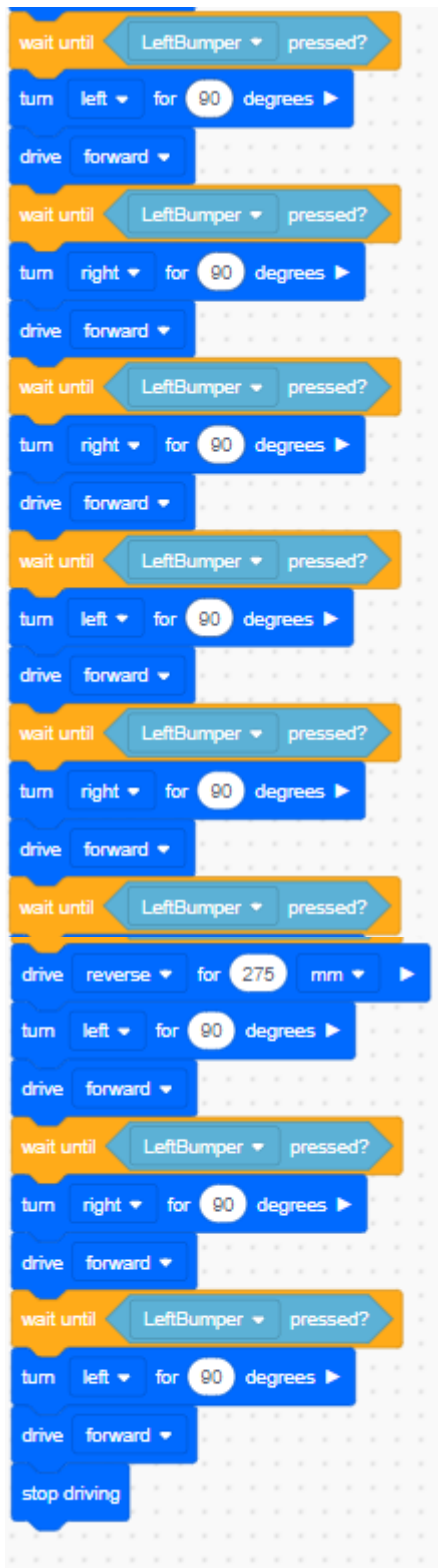 wait until LeftBumper pressed?
turn left for 90 degrees
drive forward
wait until LeftBumper pressed?
turn right for 90 degrees
drive forward
wait until LeftBumper pressed?
turn right for 90 degrees
drive forward
wait until LeftBumper pressed?
turn left for 90 degrees
drive forward
wait until LeftBumper pressed?
turn right for 90 degrees
drive forward
wait until LeftBumper pressed?
drive reverse for 275 mm
turn left for 90 degrees
drive forward
wait until LeftBumper pressed?
turn right for 90 degrees
drive forward
wait until LeftBumper pressed?
turn left for 90 degrees
drive forward
stop driving